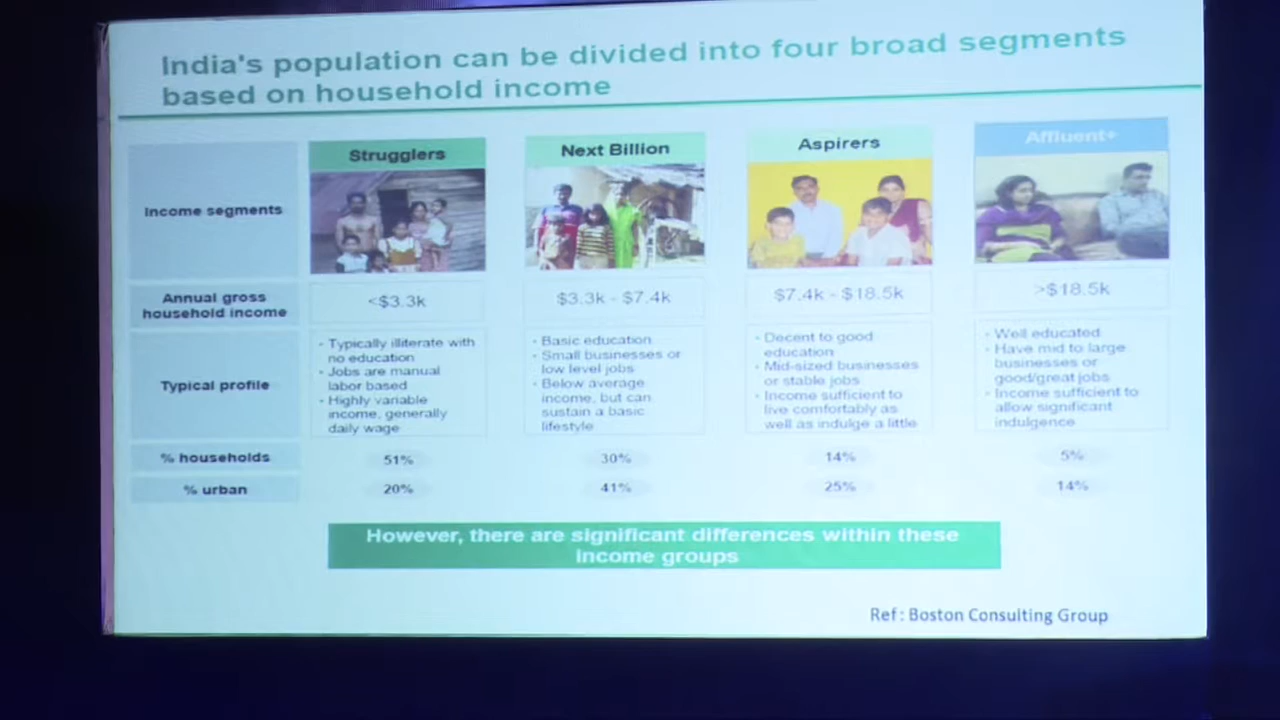 India's population can be divided into four broad segments
based on household income
Income segments
Strugglers
Next Billion
Aspirers
Affluent+
Annual gross
household income
<$3.3k
$3.3k - $7.4k
$7.4k - $18.5k
>$18.5k
Typical profile
• Typically illiterate with
no education
• Jobs are manual
labor based
• Highly variable
income, generally
daily wage
• Basic education
• Small businesses or
low level jobs
• Below average
income, but can
sustain a basic
lifestyle
• Decent to good
education
• Mid-sized businesses
or stable jobs
• Income sufficient to
live comfortably as
well as indulge a little
• Well educated
• Have mid to large
businesses or
good/great jobs
• Income sufficient to
allow significant
indulgence
% households
51%
30%
14%
5%
% urban
20%
41%
25%
14%
However, there are significant differences within these
income groups
Ref : Boston Consulting Group